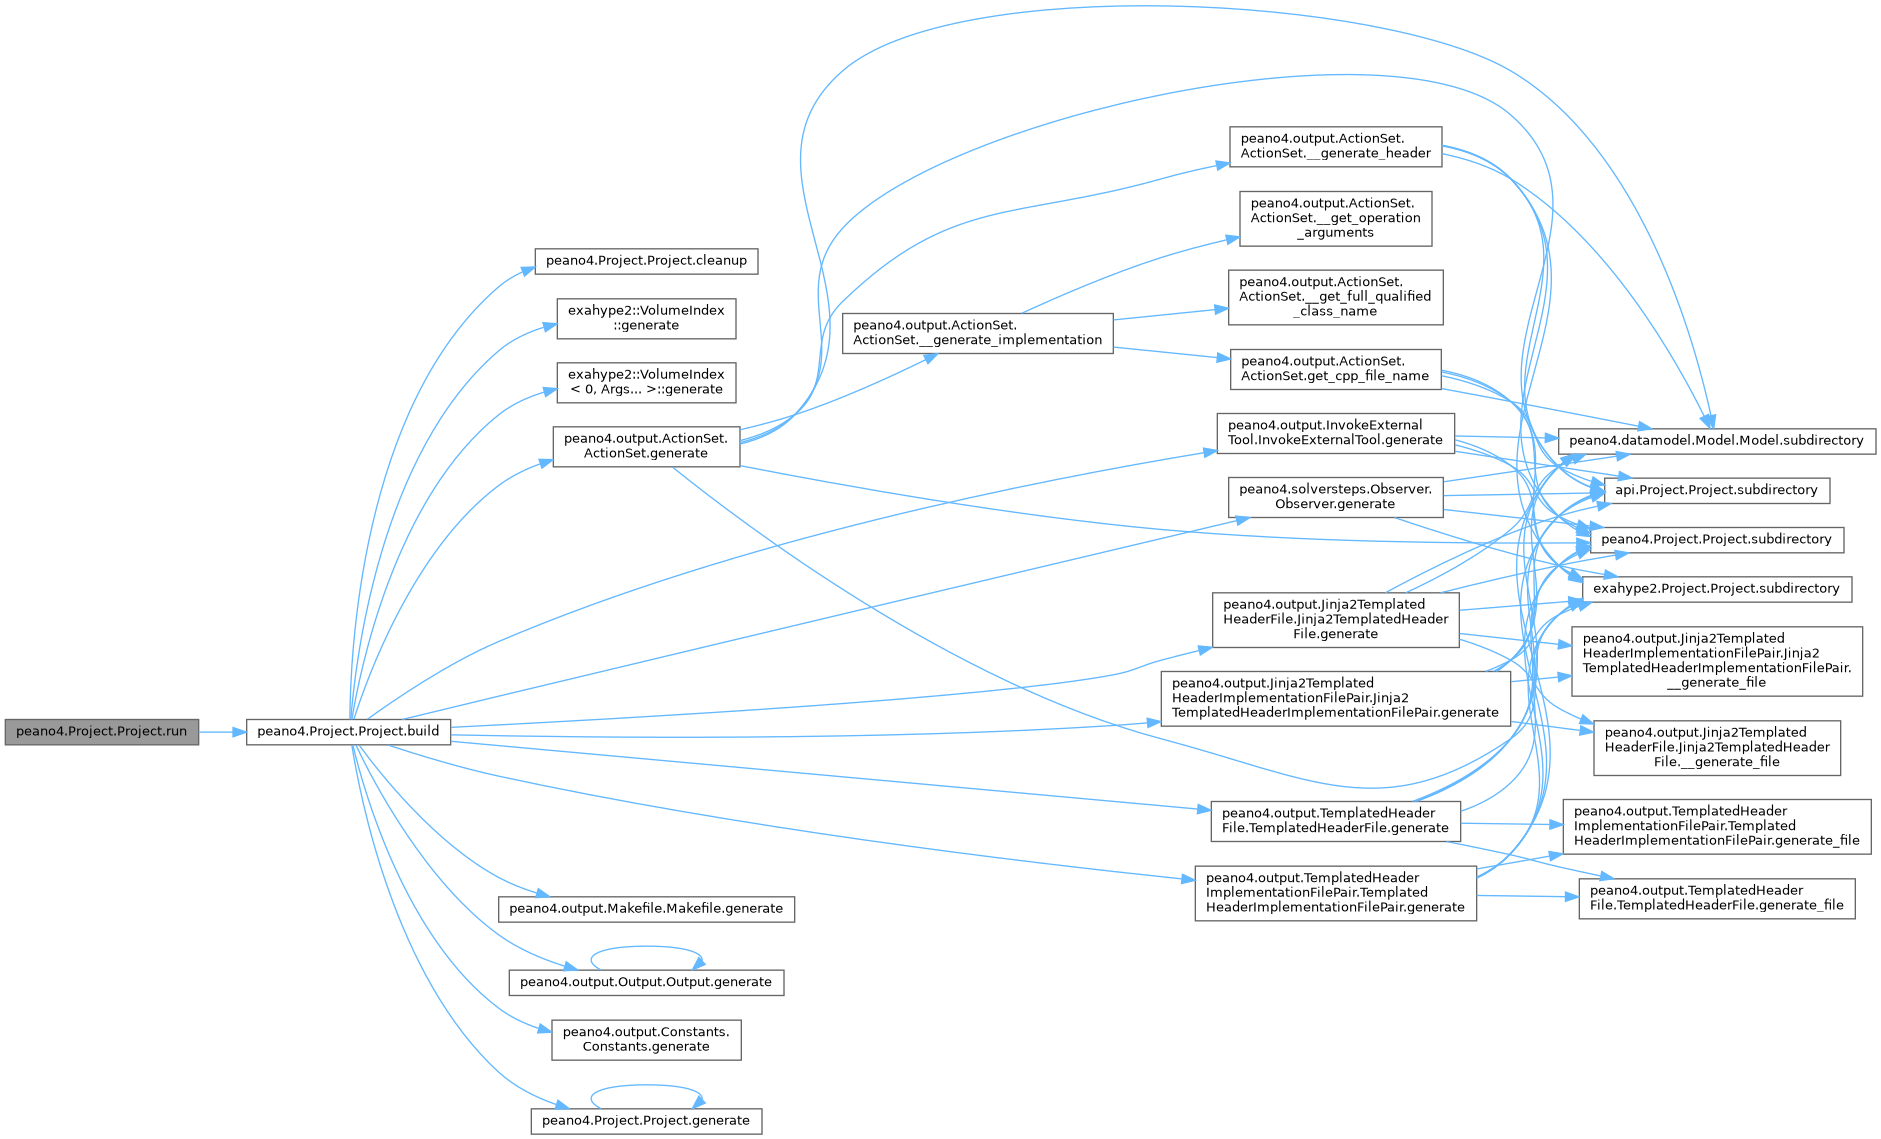 peano4.Project.Project.run
peano4.Project.Project.build
peano4.Project.Project.cleanup
exahype2::VolumeIndex
::generate
exahype2::VolumeIndex
< 0, Args... >::generate
peano4.output.ActionSet.
ActionSet.generate
peano4.output.Makefile.Makefile.generate
peano4.output.Output.Output.generate
peano4.output.Constants.
Constants.generate
peano4.Project.Project.generate
peano4.output.ActionSet.
ActionSet.__generate_implementation
peano4.output.ActionSet.
ActionSet.__generate_header
peano4.output.ActionSet.
ActionSet.__get_operation
_arguments
peano4.output.ActionSet.
ActionSet.__get_full_qualified
_class_name
peano4.output.ActionSet.
ActionSet.get_cpp_file_name
peano4.output.InvokeExternal
Tool.InvokeExternalTool.generate
peano4.solversteps.Observer.
Observer.generate
peano4.output.Jinja2Templated
HeaderFile.Jinja2TemplatedHeader
File.generate
peano4.output.Jinja2Templated
HeaderImplementationFilePair.Jinja2
TemplatedHeaderImplementationFilePair.generate
peano4.output.TemplatedHeader
File.TemplatedHeaderFile.generate
peano4.output.TemplatedHeader
ImplementationFilePair.Templated
HeaderImplementationFilePair.generate
peano4.datamodel.Model.Model.subdirectory
api.Project.Project.subdirectory
peano4.Project.Project.subdirectory
exahype2.Project.Project.subdirectory
peano4.output.Jinja2Templated
HeaderImplementationFilePair.Jinja2
TemplatedHeaderImplementationFilePair.
__generate_file
peano4.output.Jinja2Templated
HeaderFile.Jinja2TemplatedHeader
File.__generate_file
peano4.output.TemplatedHeader
ImplementationFilePair.Templated
HeaderImplementationFilePair.generate_file
peano4.output.TemplatedHeader
File.TemplatedHeaderFile.generate_file